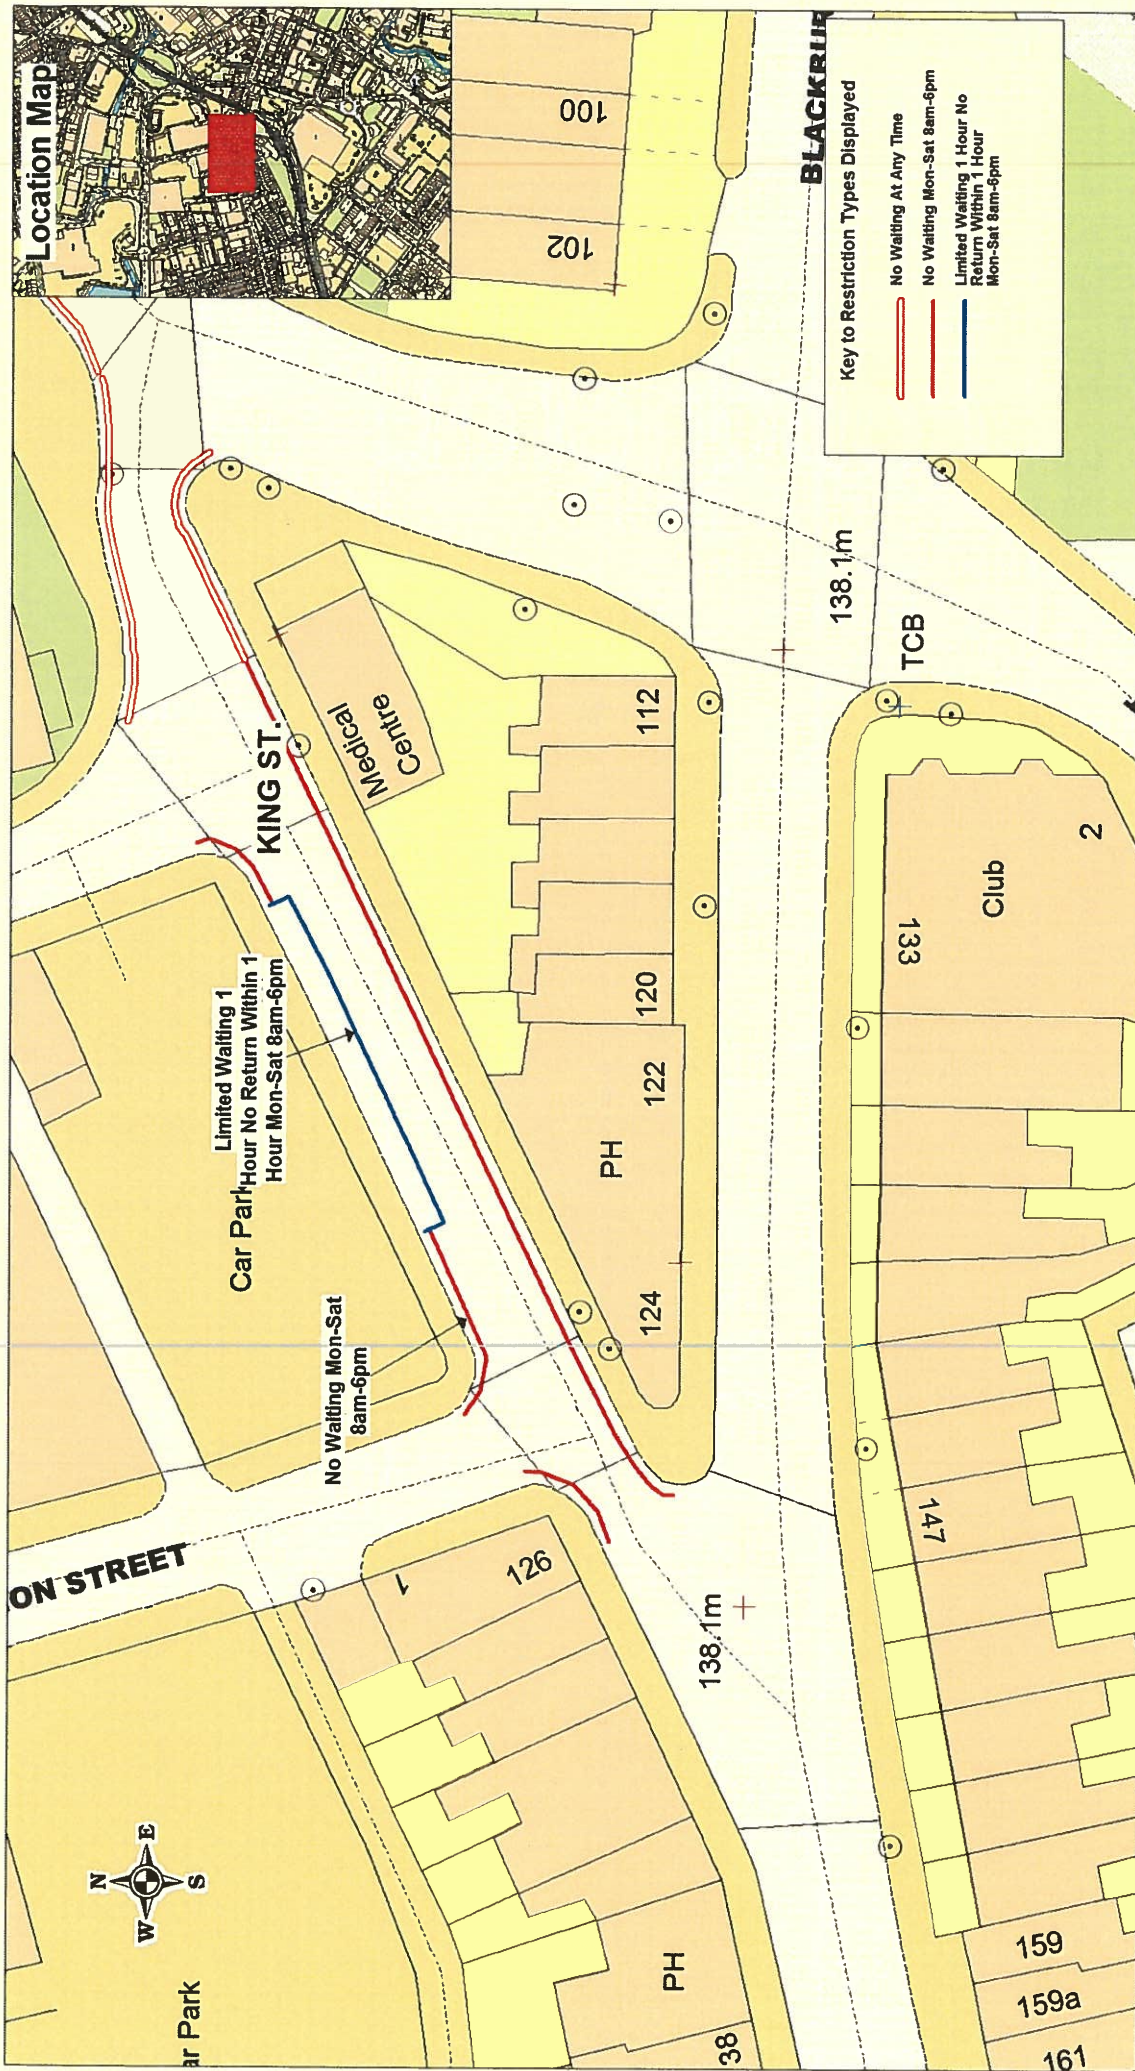 Location Map
BLACKBUR
Key to Restriction Types Displayed
No Waiting At Any Time
No Waiting Mon-Sat 8am-6pm
Limited Waiting 1 Hour No
Return Within 1 Hour
Mon-Sat 8am-6pm
100
102
KING ST.
Medical
Centre
Limited Waiting 1
Hour No Return Within 1
Hour Mon-Sat 8am-6pm
Car Park
No Waiting Mon-Sat
8am-6pm
ON STREET
112
120
122
PH
124
138.1m
TCB
2
Club
133
147
1
126
138.1m
N
E
S
W
ar Park
PH
38
159
159a
161